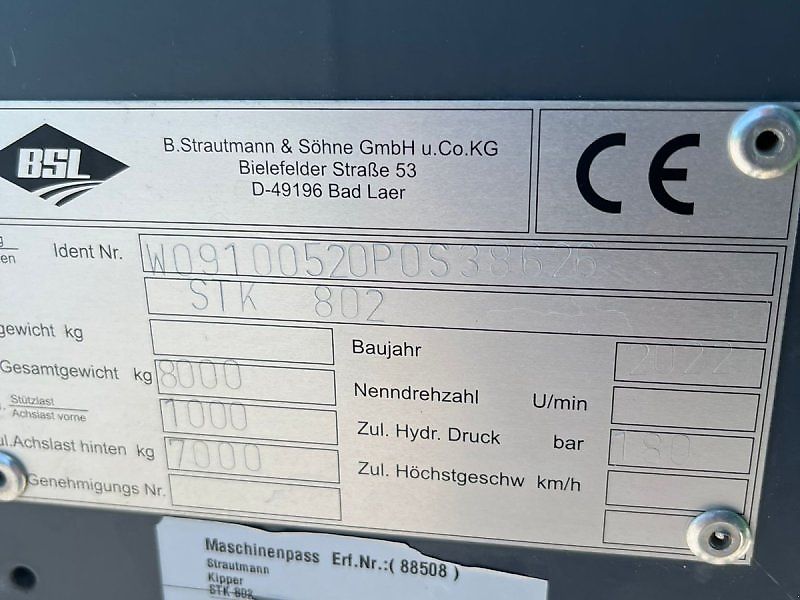 BSL
B.Strautmann & Söhne GmbH u.Co.KG
Bielefelder Straße 53
D-49196 Bad Laer
CE
Ident Nr. W09100520P0S38626
STK 802
gewicht kg
Gesamtgewicht kg 8000
Stützlast
Achslast vorne 1000
ul.Achslast hinten kg 7000
Genehmigungs Nr.
Baujahr 2022
Nenndrehzahl U/min
Zul. Hydr. Druck bar 180
Zul. Höchstgeschw km/h
Maschinenpass Erf.Nr.:( 88508 )
Strautmann
Kipper
STK 802